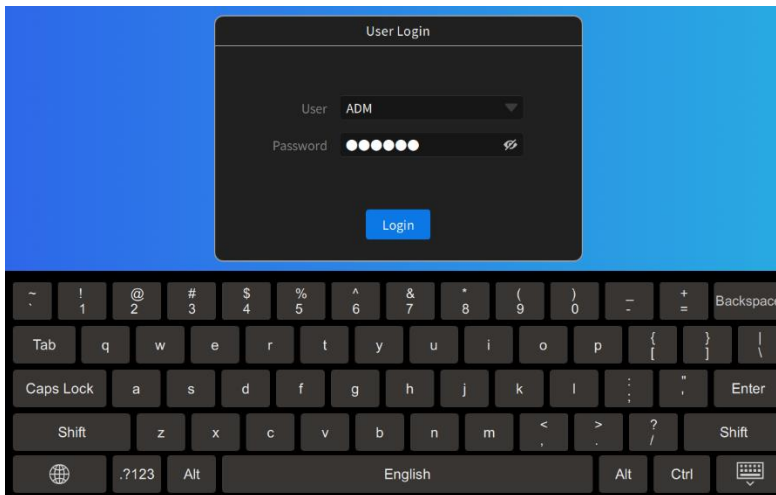 User Login
User ADM
Password ●●●●●●
Login
~ ! @ # $ % ^ & * ( ) _ +
` 1 2 3 4 5 6 7 8 9 0 - = Backspace
{ } |
Tab q w e r t y u i o p [ ] \
: "
Caps Lock a s d f g h j k l ; ' Enter
< > ?
Shift z x c v b n m , . / Shift
.?123 Alt English Alt Ctrl